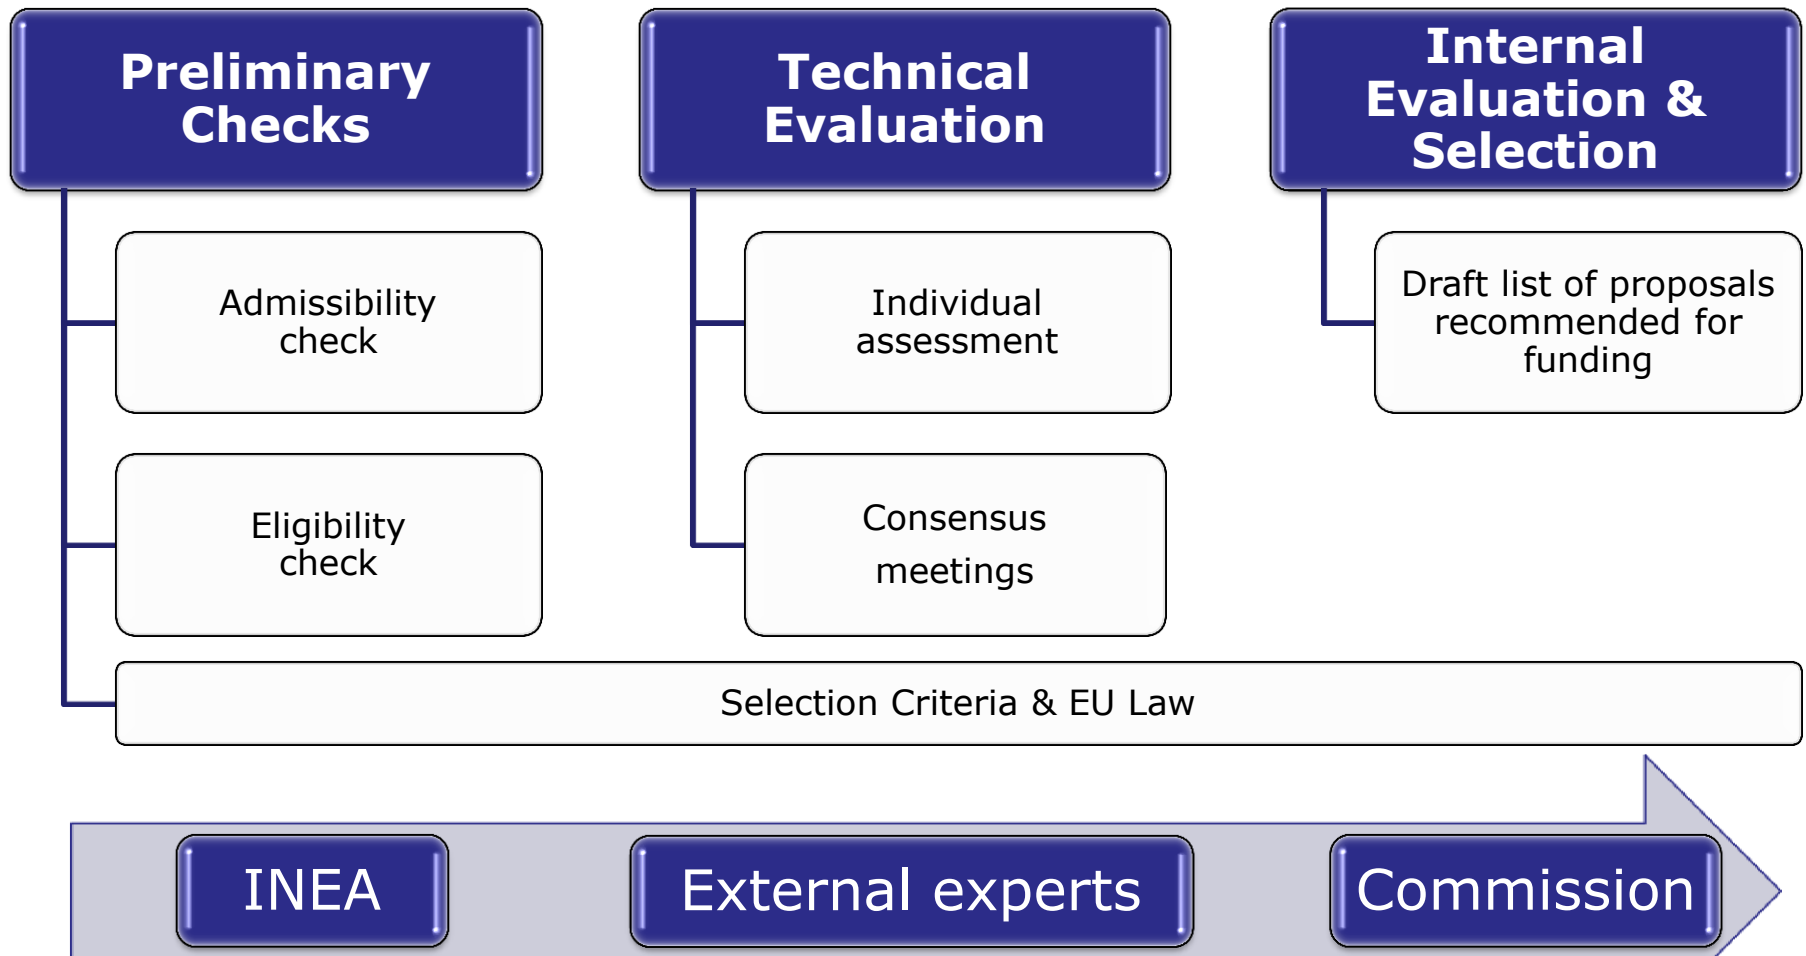 Preliminary
Checks
Technical
Evaluation
Internal
Evaluation &
Selection
Admissibility
check
Individual
assessment
Draft list of proposals
recommended for
funding
Eligibility
check
Consensus
meetings
Selection Criteria & EU Law
INEA
External experts
Commission